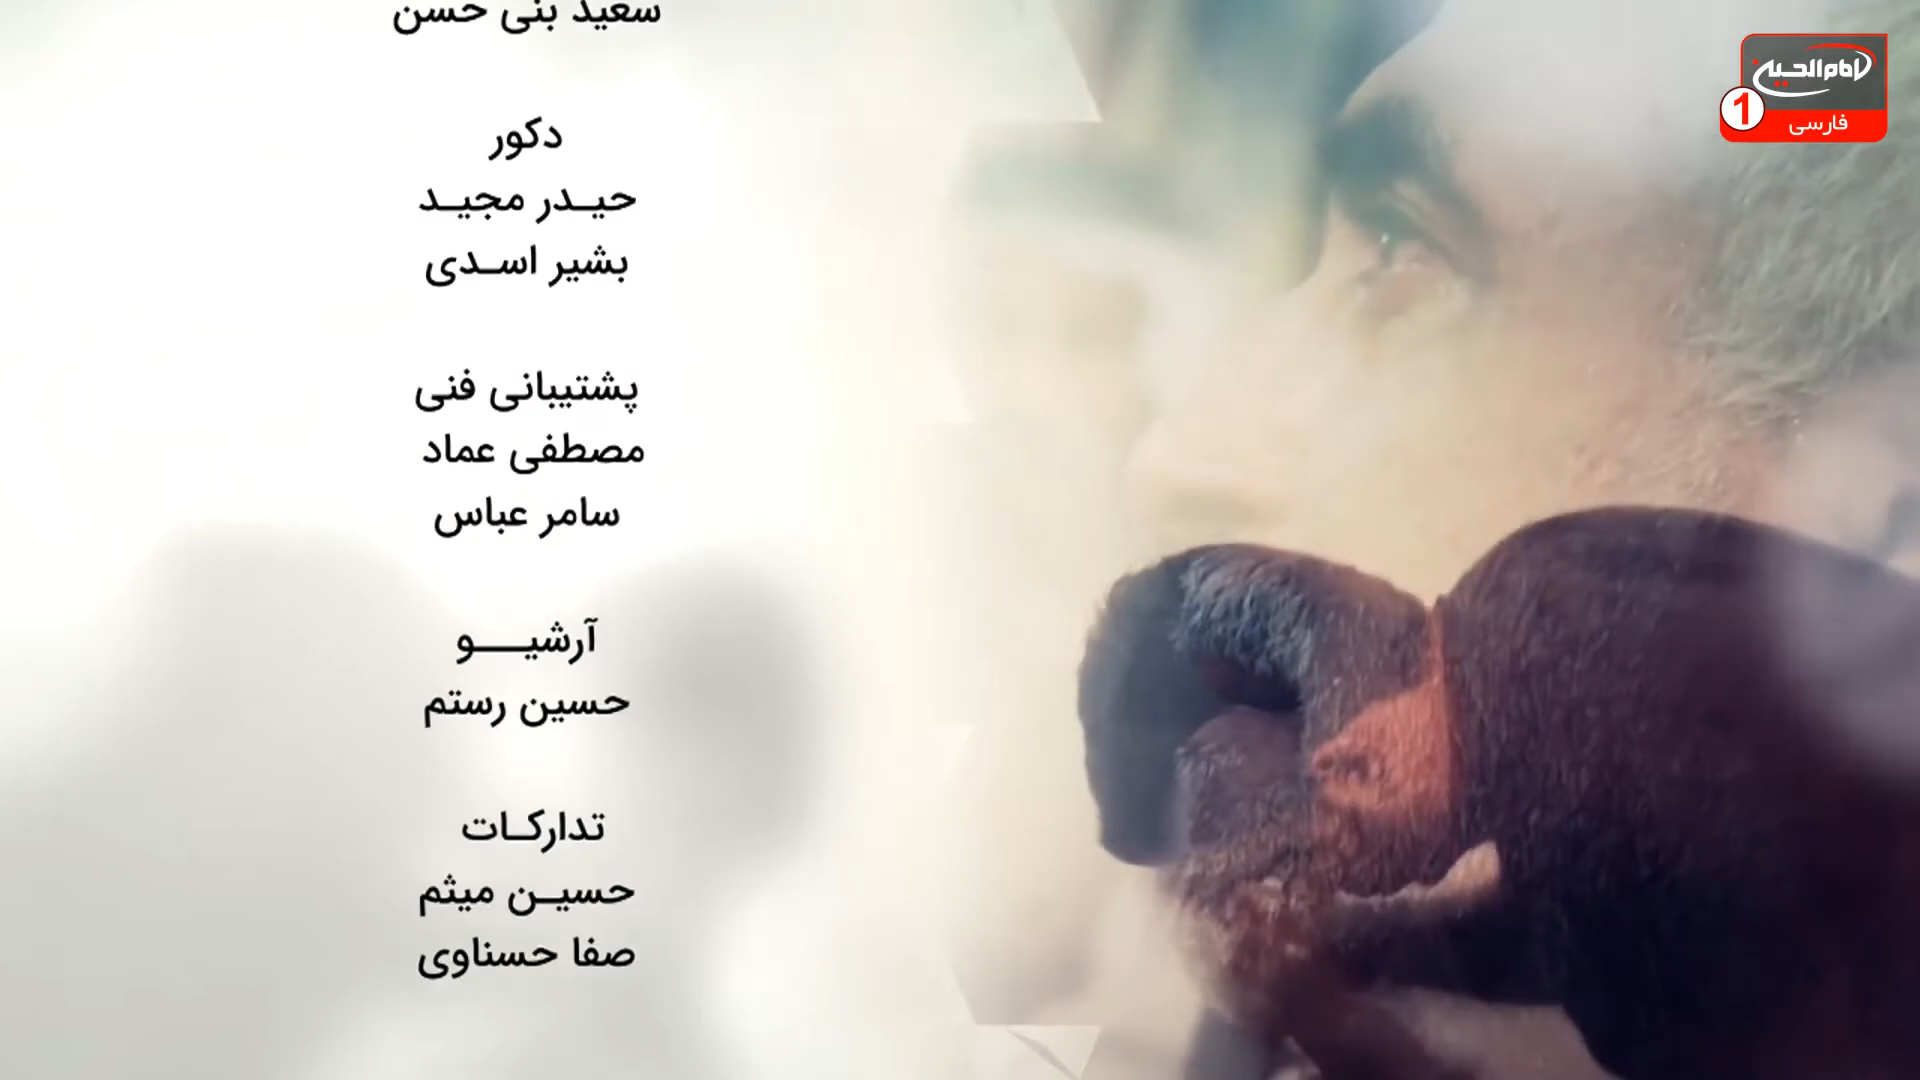 سعید بنی حسن
دکور
حیـدر مجیـد
بشیر اسـدی
پشتیبانی فنی
مصطفی عماد
سامر عباس
آرشیـــو
حسین رستم
تدارکـات
حسیـن میثم
صفا حسناوی
امام‌الحسین
1
فارسی